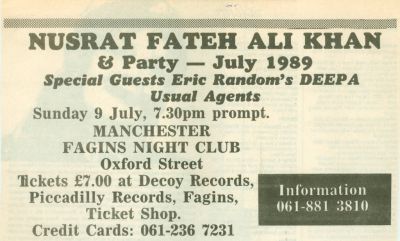 NUSRAT FATEH ALI KHAN
& Party — July 1989
Special Guests Eric Random's DEEPA
Usual Agents
Sunday 9 July, 7.30pm prompt.
MANCHESTER
FAGINS NIGHT CLUB
Oxford Street
Tickets £7.00 at Decoy Records,
Piccadilly Records, Fagins,
Ticket Shop.
Credit Cards: 061-236 7231
Information
061-881 3810